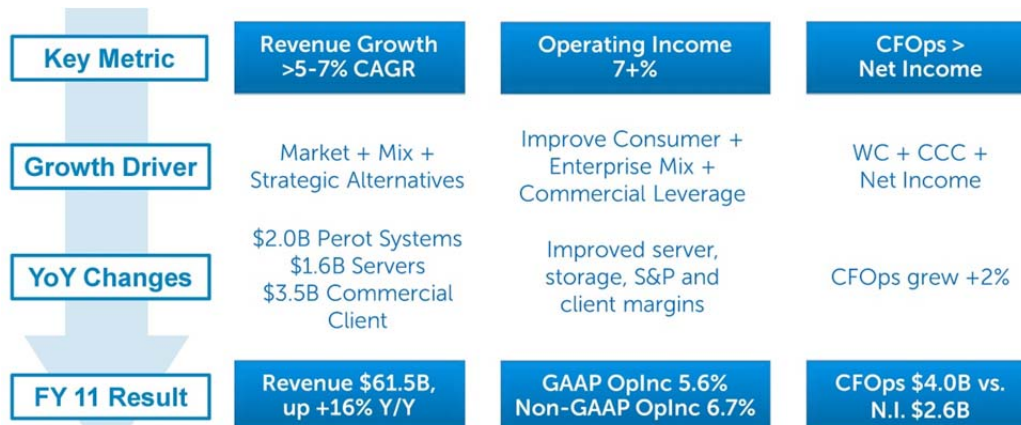 Key Metric
Revenue Growth
>5-7% CAGR
Operating Income
7+%
CFOps >
Net Income
Growth Driver
Market + Mix +
Strategic Alternatives
Improve Consumer +
Enterprise Mix +
Commercial Leverage
WC + CCC +
Net Income
YoY Changes
$2.0B Perot Systems
$1.6B Servers
$3.5B Commercial
Client
Improved server,
storage, S&P and
client margins
CFOps grew +2%
FY 11 Result
Revenue $61.5B,
up +16% Y/Y
GAAP OpInc 5.6%
Non-GAAP OpInc 6.7%
CFOps $4.0B vs.
N.I. $2.6B